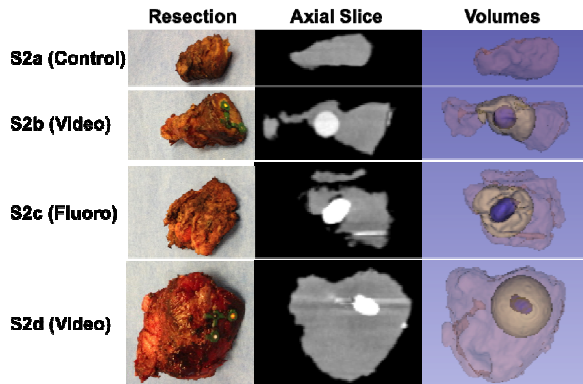 Resection Axial Slice Volumes
S2a (Control)
S2b (Video)
S2c (Fluoro)
S2d (Video)